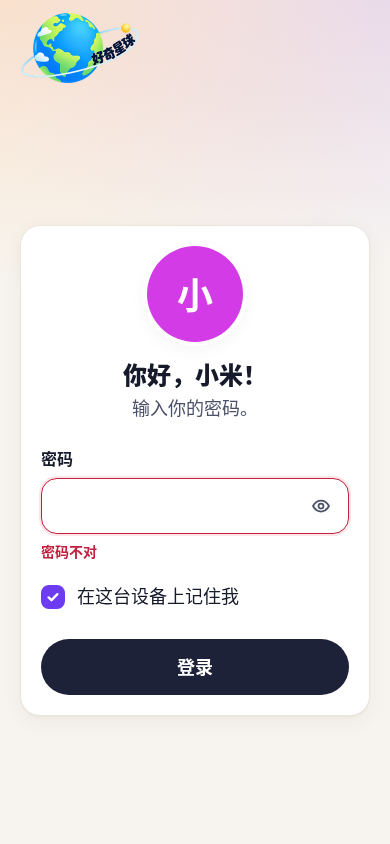 好奇星球
小
你好，小米！
输入你的密码。
密码
密码不对
在这台设备上记住我
登录